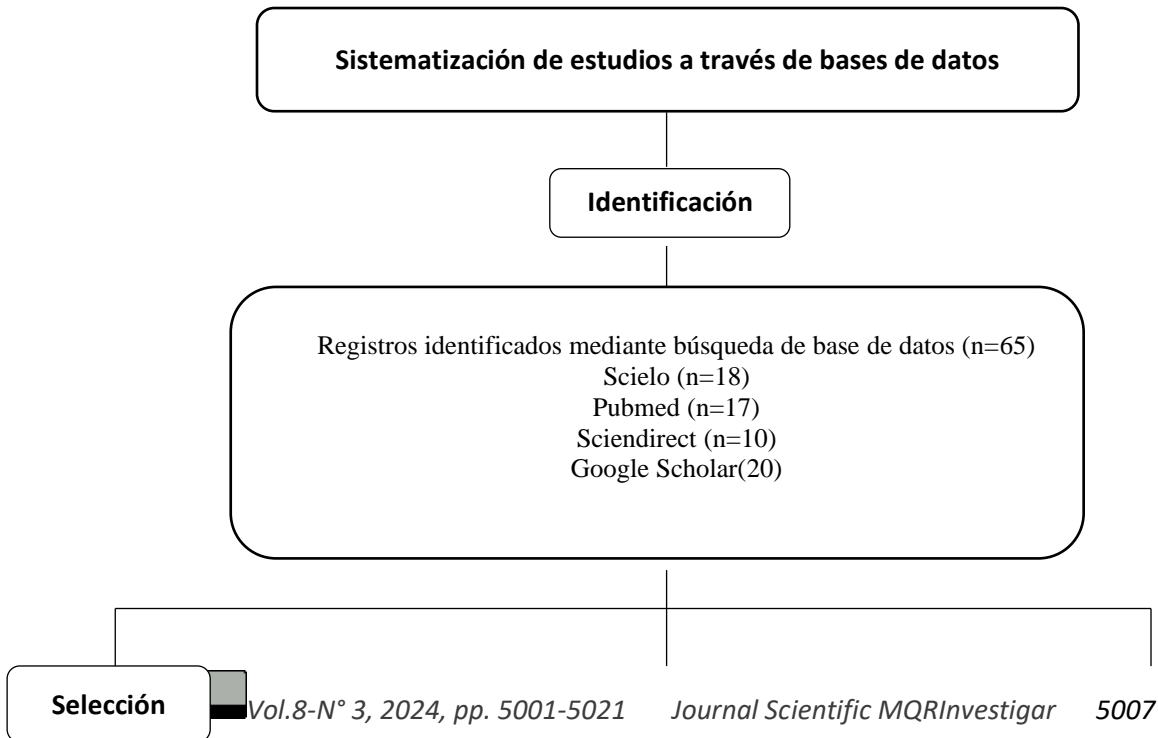 Sistematización de estudios a través de bases de datos
Identificación
Registros identificados mediante búsqueda de base de datos (n=65)
Scielo (n=18)
Pubmed (n=17)
Sciendirect (n=10)
Google Scholar(20)
Selección
Vol.8-N° 3, 2024, pp. 5001-5021 Journal Scientific MQRInvestigar 5007